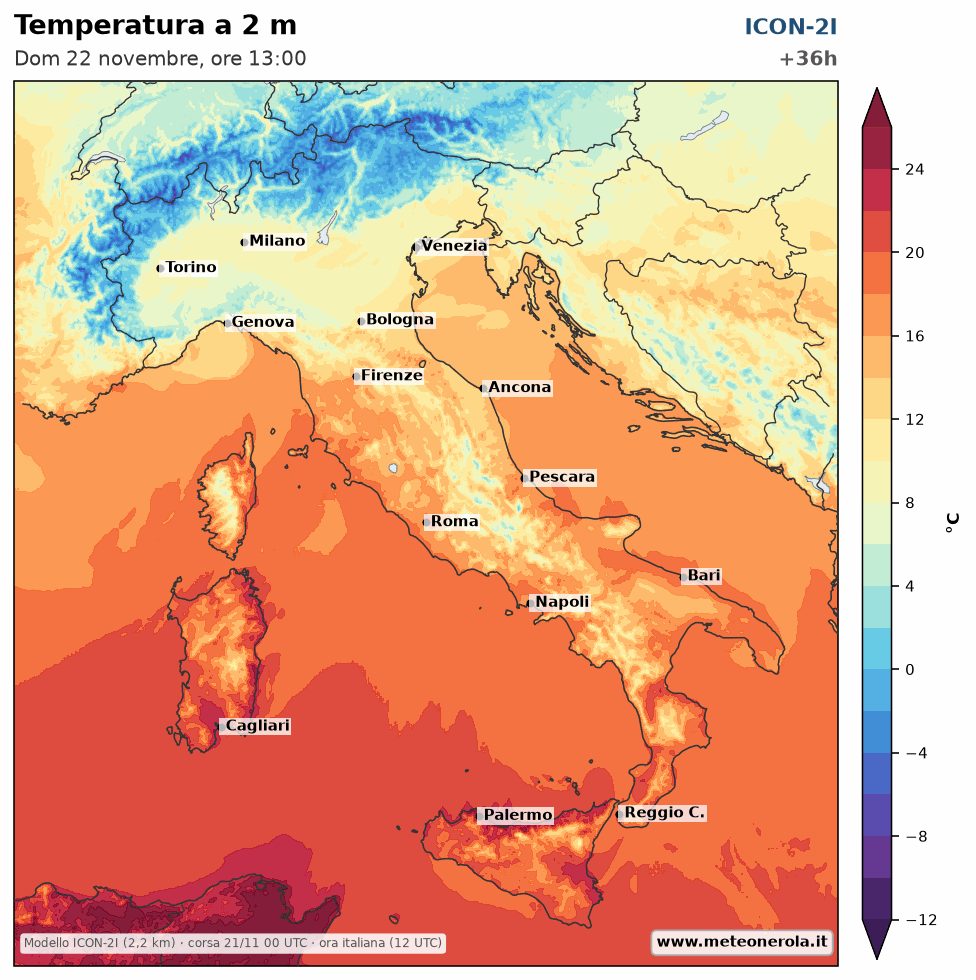 Temperatura a 2 m
ICON-2I
Dom 22 novembre, ore 13:00
+36h
Milano
Venezia
Torino
Genova
Bologna
Firenze
Ancona
Pescara
Roma
Bari
Napoli
Cagliari
Palermo
Reggio C.
24
20
16
12
8
4
0
−4
−8
−12
°C
Modello ICON-2I (2,2 km) · corsa 21/11 00 UTC · ora italiana (12 UTC)
www.meteonerola.it